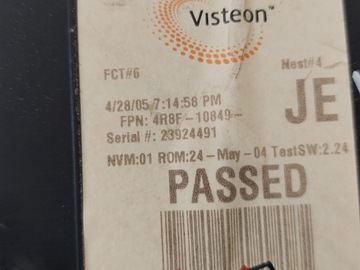 Visteon™
FCT#6 Nest#4
4/28/05 7:14:58 PM JE
FPN: 4R8F-10849-
Serial #: 23924491
NVM:01 ROM:24-May-04 TestSW:2.24
PASSED